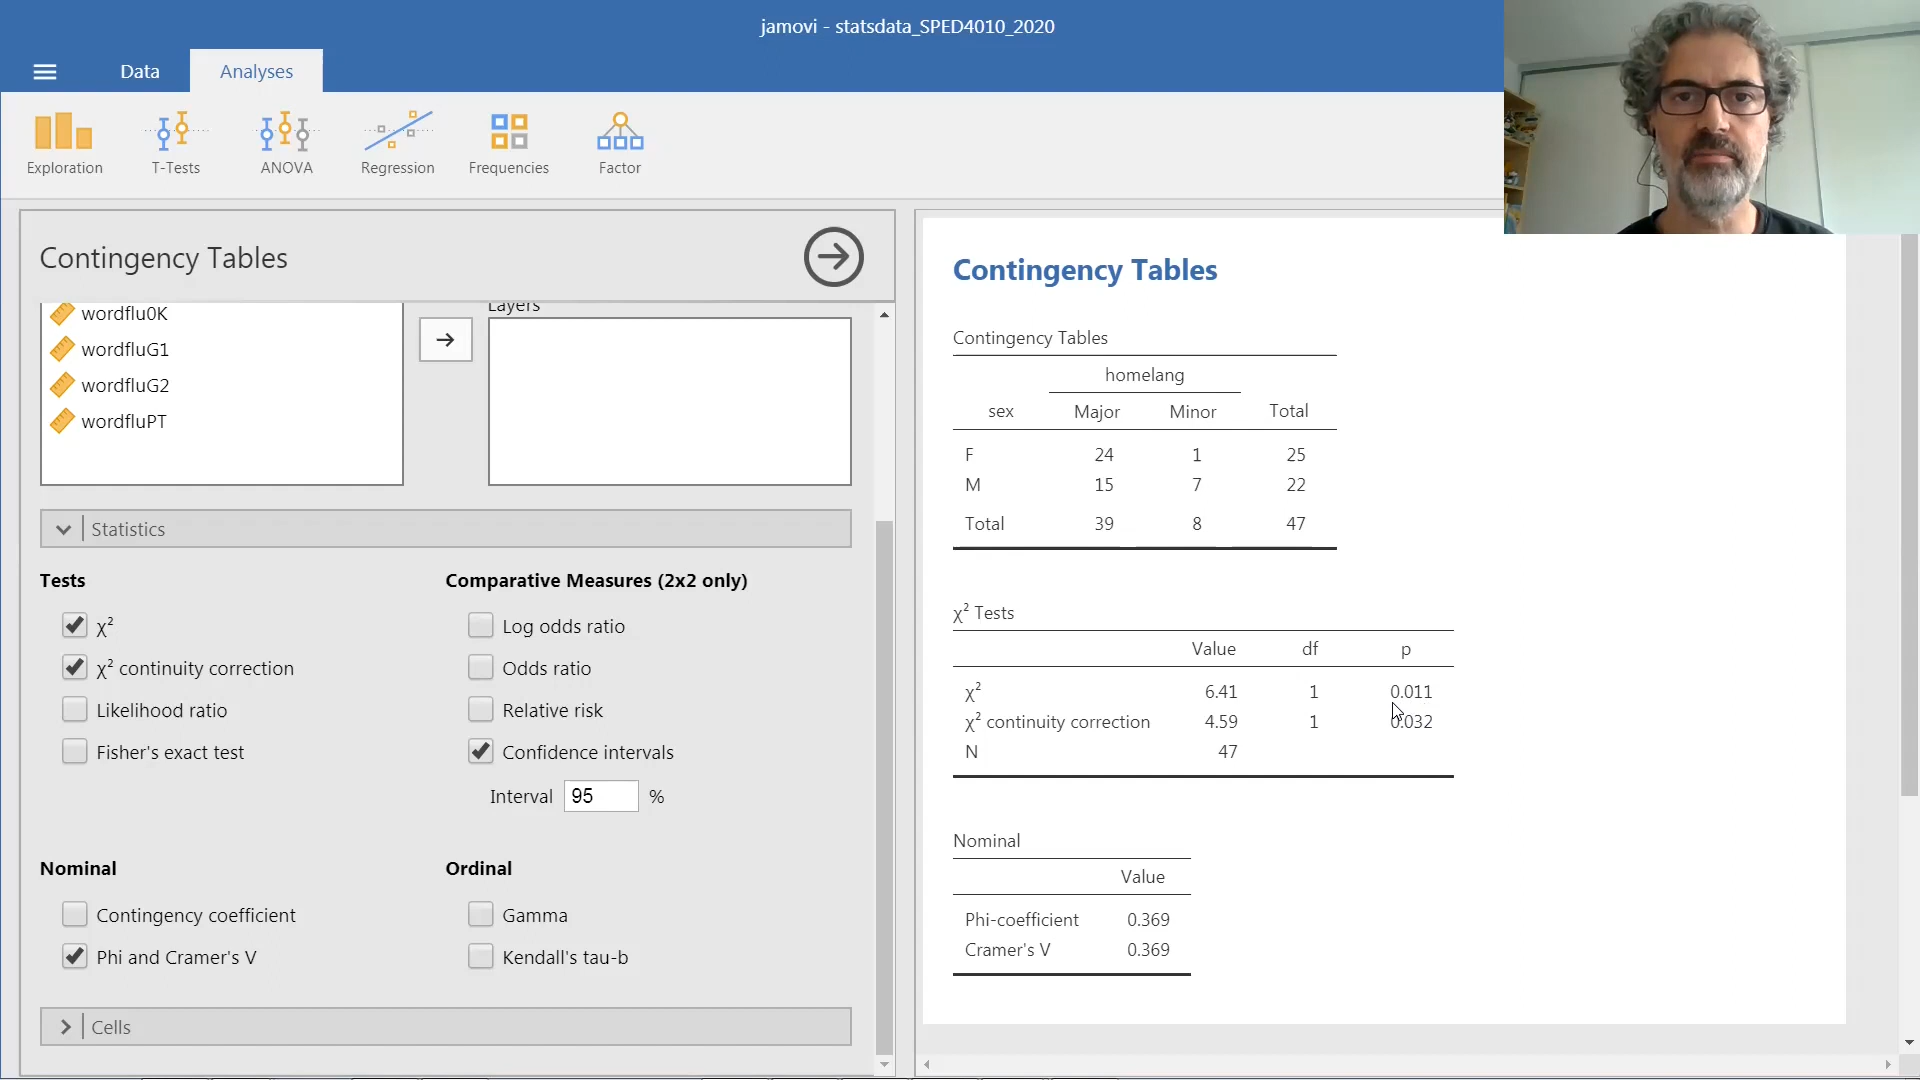 jamovi - statsdata_SPED4010_2020
Data Analyses
Exploration T-Tests ANOVA Regression Frequencies Factor
Contingency Tables
wordflu0K
wordfluG1
wordfluG2
wordfluPT
Layers
Statistics
Tests
χ²
χ² continuity correction
Likelihood ratio
Fisher's exact test
Comparative Measures (2x2 only)
Log odds ratio
Odds ratio
Relative risk
Confidence intervals
Interval 95 %
Nominal
Contingency coefficient
Phi and Cramer's V
Ordinal
Gamma
Kendall's tau-b
Cells
Contingency Tables
Contingency Tables
homelang
sex Major Minor Total
F 24 1 25
M 15 7 22
Total 39 8 47
χ² Tests
Value df p
χ² 6.41 1 0.011
χ² continuity correction 4.59 1 0.032
N 47
Nominal
Value
Phi-coefficient 0.369
Cramer's V 0.369